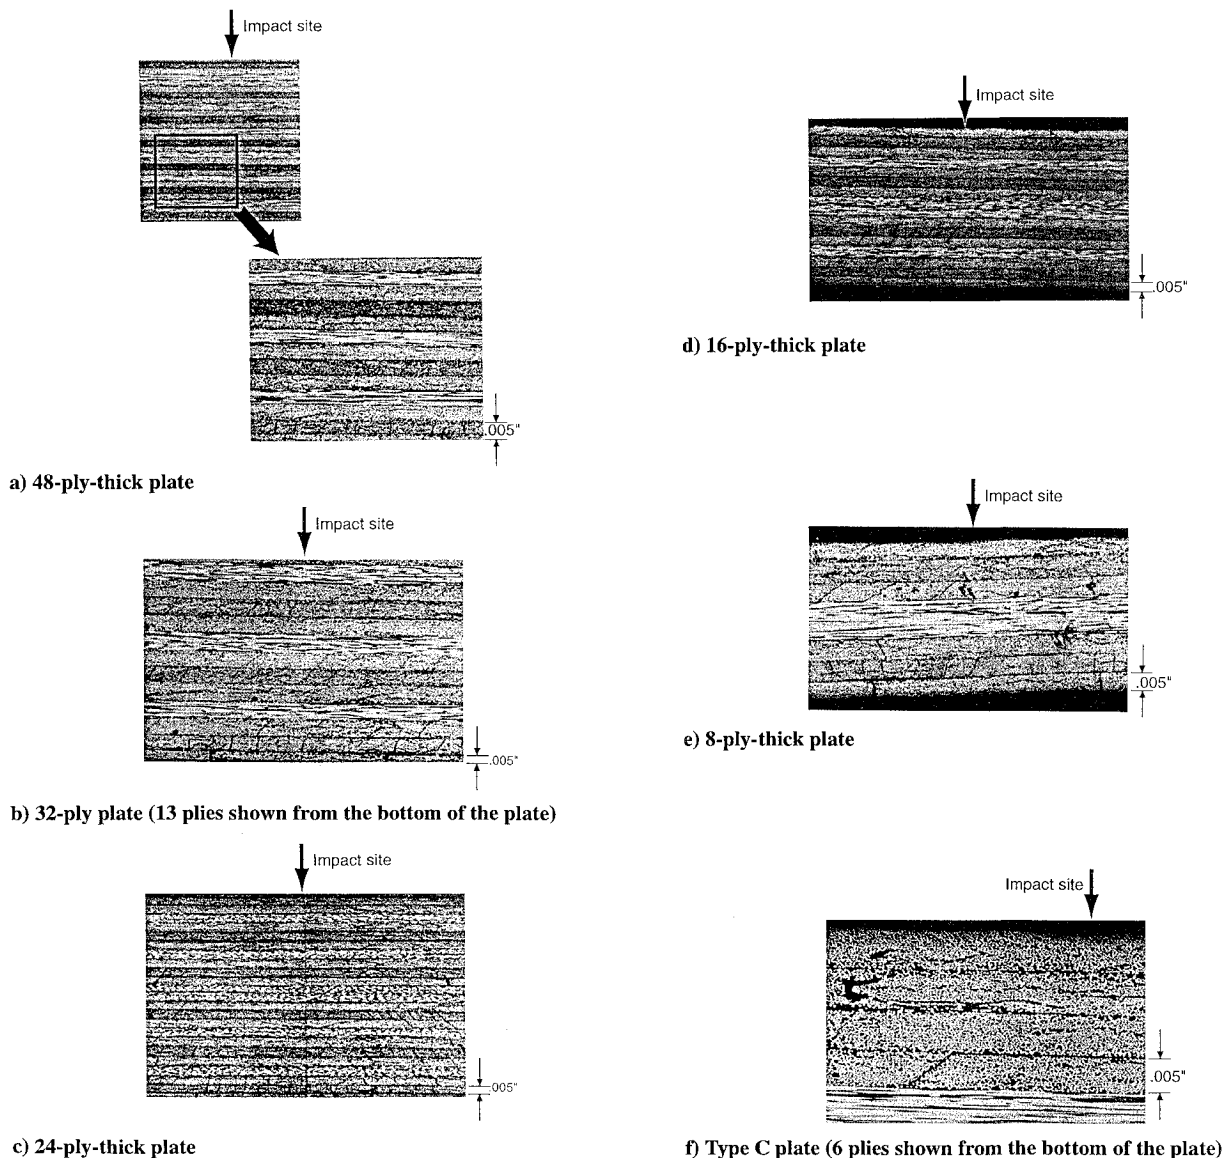 Impact site
.005"
a) 48-ply-thick plate
Impact site
.005"
b) 32-ply plate (13 plies shown from the bottom of the plate)
Impact site
.005"
c) 24-ply-thick plate
Impact site
.005"
d) 16-ply-thick plate
Impact site
.005"
e) 8-ply-thick plate
Impact site
.005"
f) Type C plate (6 plies shown from the bottom of the plate)